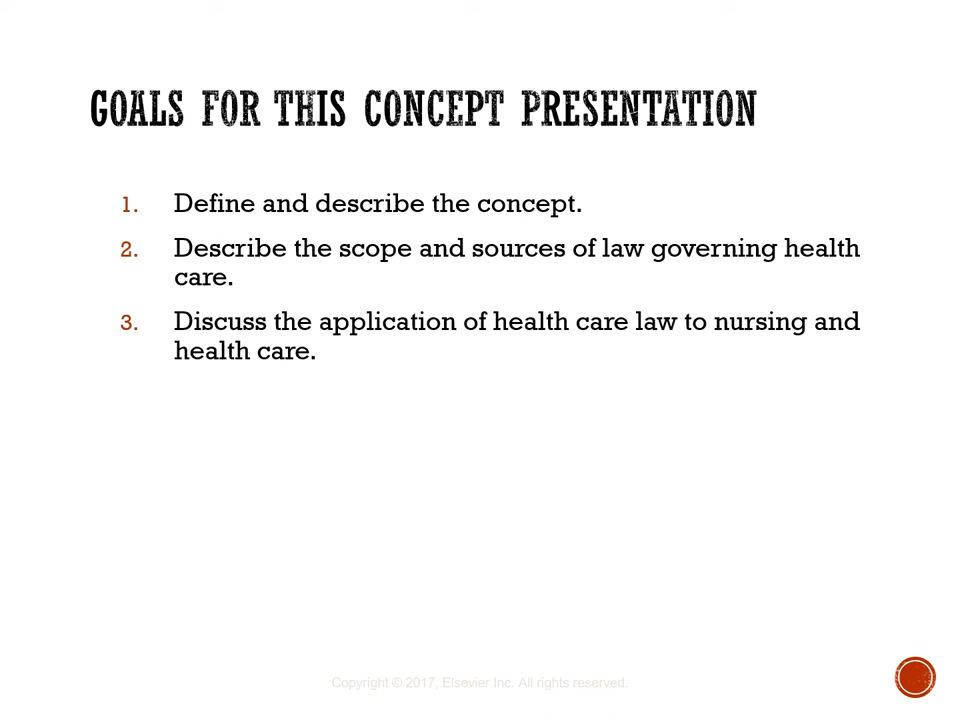 GOALS FOR THIS CONCEPT PRESENTATION
1. Define and describe the concept.
2. Describe the scope and sources of law governing health
care.
3. Discuss the application of health care law to nursing and
health care.
Copyright © 2017, Elsevier Inc. All rights reserved.